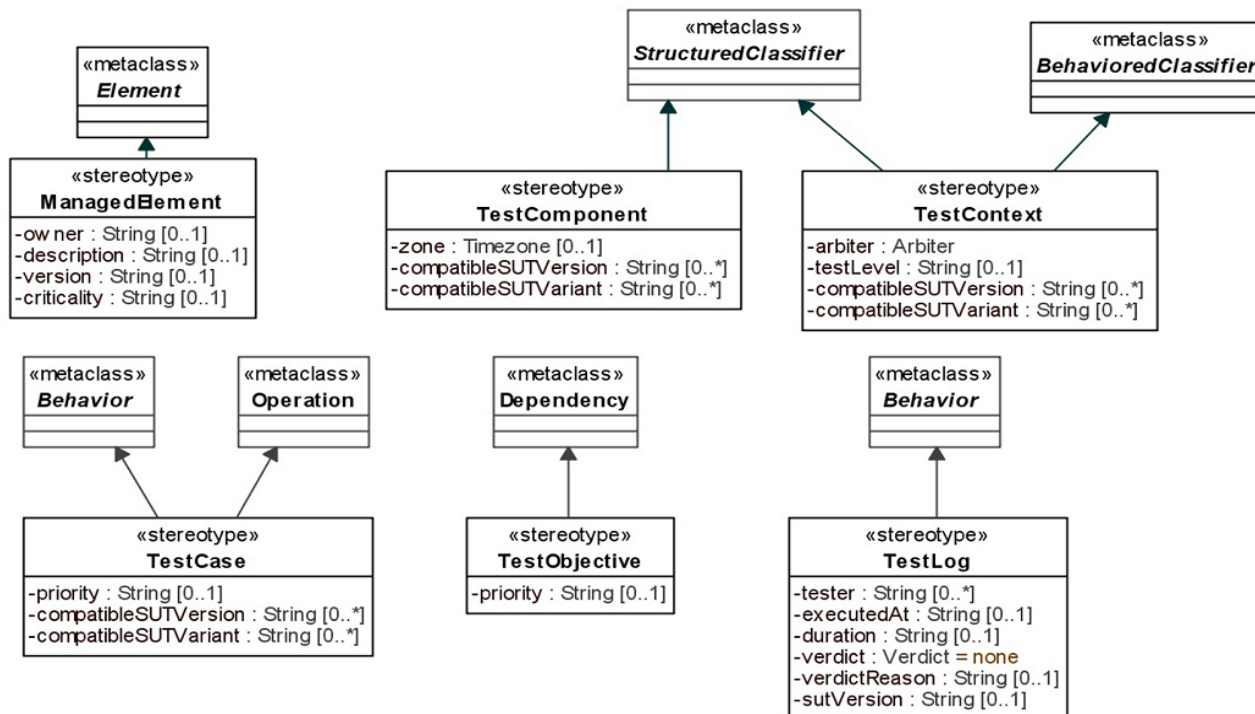 «metaclass»
Element
«stereotype»
ManagedElement
-owner : String [0..1]
-description : String [0..1]
-version : String [0..1]
-criticality : String [0..1]
«metaclass»
StructuredClassifier
«metaclass»
BehavioredClassifier
«stereotype»
TestComponent
-zone : Timezone [0..1]
-compatibleSUTVersion : String [0..*]
-compatibleSUTVariant : String [0..*]
«stereotype»
TestContext
-arbiter : Arbiter
-testLevel : String [0..1]
-compatibleSUTVersion : String [0..*]
-compatibleSUTVariant : String [0..*]
«metaclass»
Behavior
«metaclass»
Operation
«stereotype»
TestCase
-priority : String [0..1]
-compatibleSUTVersion : String [0..*]
-compatibleSUTVariant : String [0..*]
«metaclass»
Dependency
«stereotype»
TestObjective
-priority : String [0..1]
«metaclass»
Behavior
«stereotype»
TestLog
-tester : String [0..*]
-executedAt : String [0..1]
-duration : String [0..1]
-verdict : Verdict = none
-verdictReason : String [0..1]
-sutVersion : String [0..1]